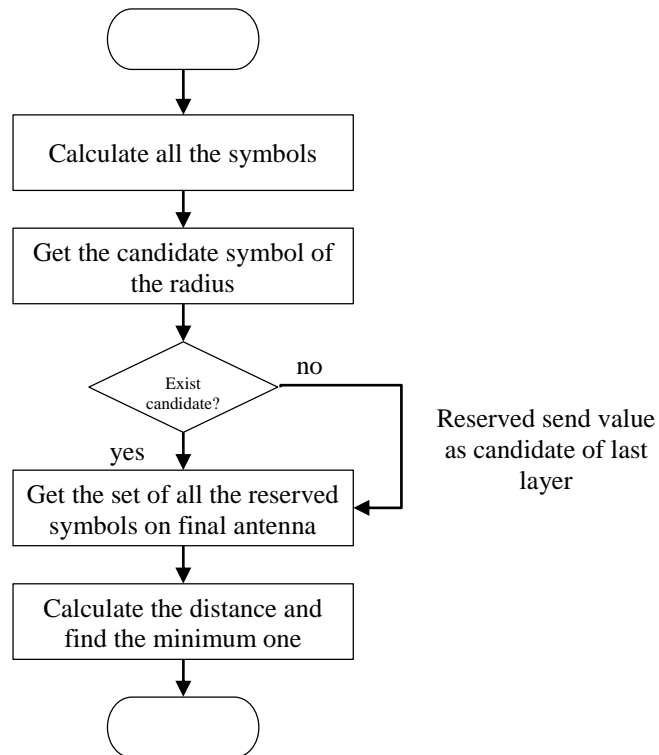 Calculate all the symbols
Get the candidate symbol of
the radius
Exist
candidate?
no
Reserved send value
as candidate of last
layer
yes
Get the set of all the reserved
symbols on final antenna
Calculate the distance and
find the minimum one